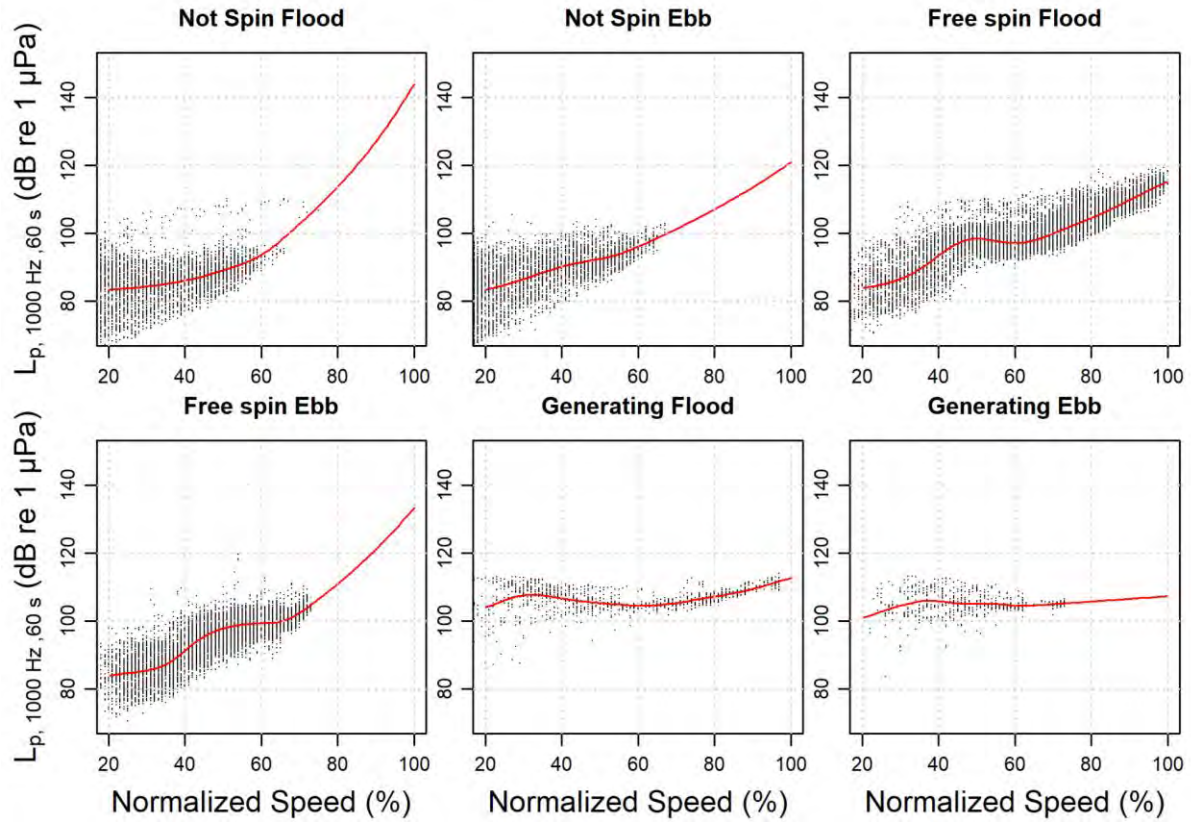 Not Spin Flood
Not Spin Ebb
Free spin Flood
Lp, 1000 Hz ,60 s (dB re 1 µPa)
140
120
100
80
20 40 60 80 100
140
120
100
80
20 40 60 80 100
140
120
100
80
20 40 60 80 100
Free spin Ebb
Generating Flood
Generating Ebb
Lp, 1000 Hz ,60 s (dB re 1 µPa)
140
120
100
80
20 40 60 80 100
140
120
100
80
20 40 60 80 100
140
120
100
80
20 40 60 80 100
Normalized Speed (%)
Normalized Speed (%)
Normalized Speed (%)